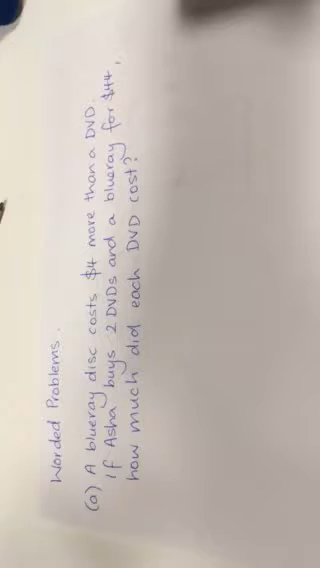 Worded Problems.
(a) A blueray disc costs $4 more than a DVD.
If Asha buys 2 DVDs and a blueray for $44,
how much did each DVD cost?